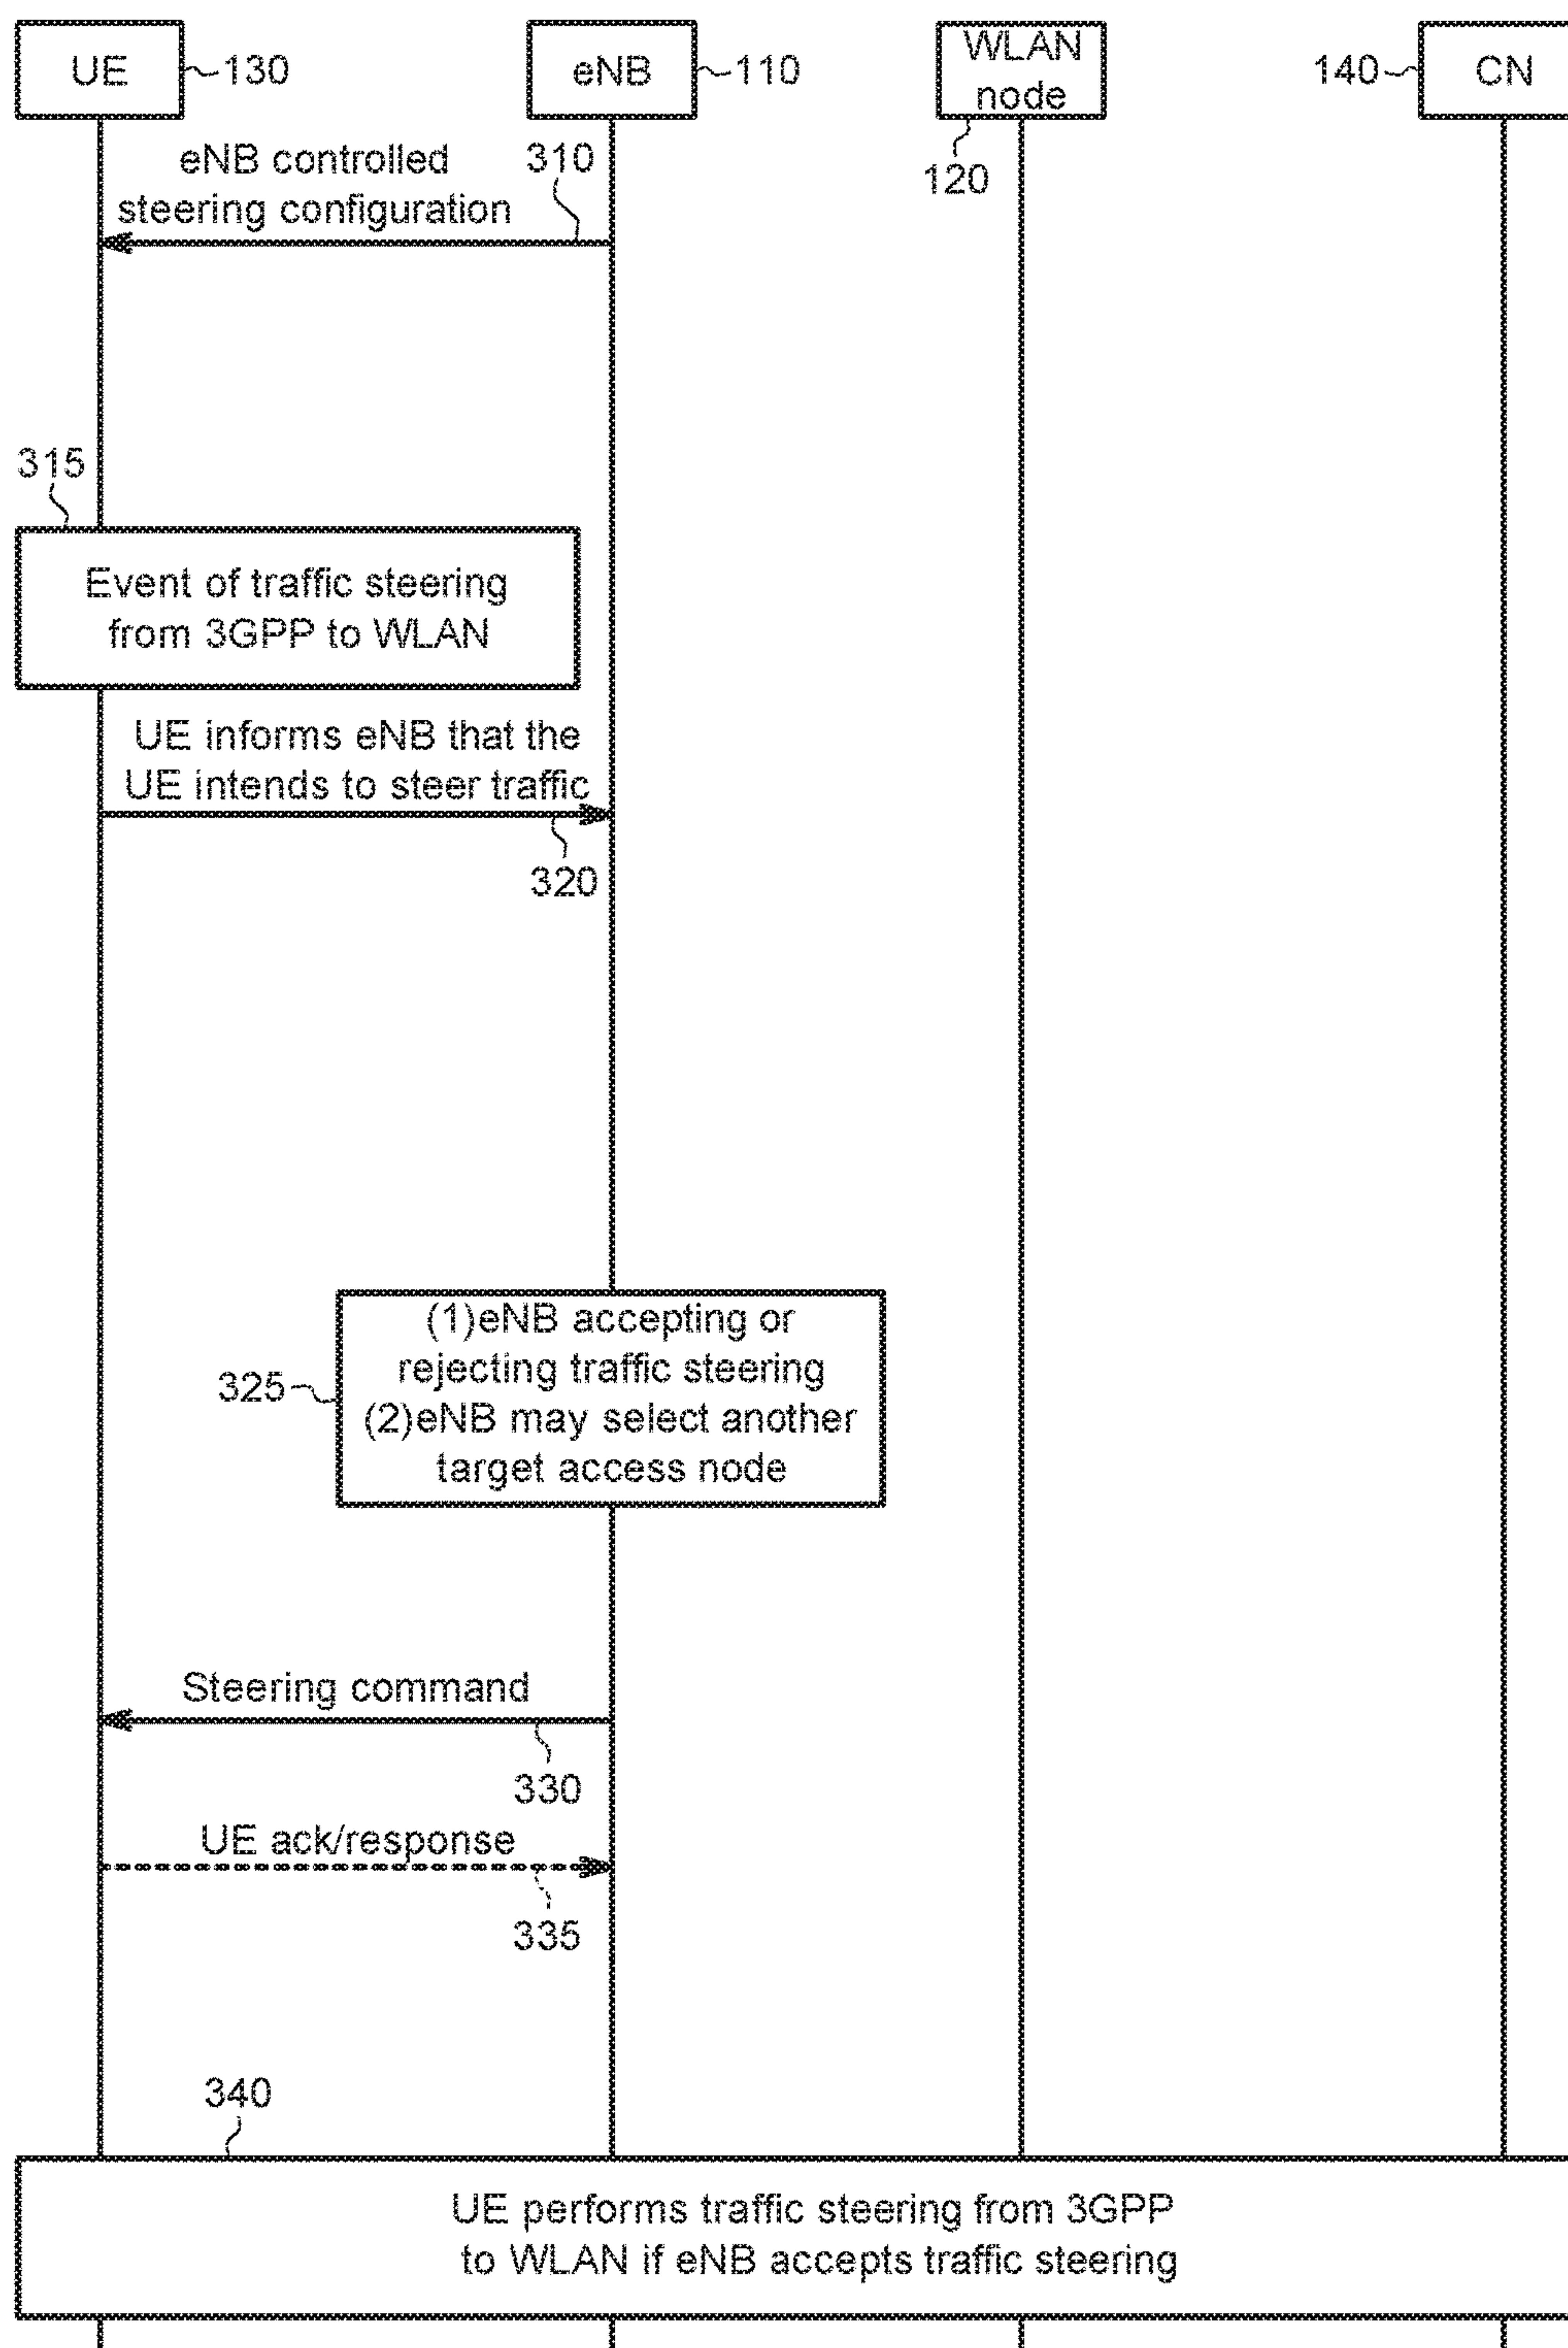 UE
130
eNB
110
WLAN
node
120
140
CN
eNB controlled
steering configuration
310
315
Event of traffic steering
from 3GPP to WLAN
UE informs eNB that the
UE intends to steer traffic
320
(1)eNB accepting or
rejecting traffic steering
(2)eNB may select another
target access node
325
Steering command
330
UE ack/response
335
340
UE performs traffic steering from 3GPP
to WLAN if eNB accepts traffic steering